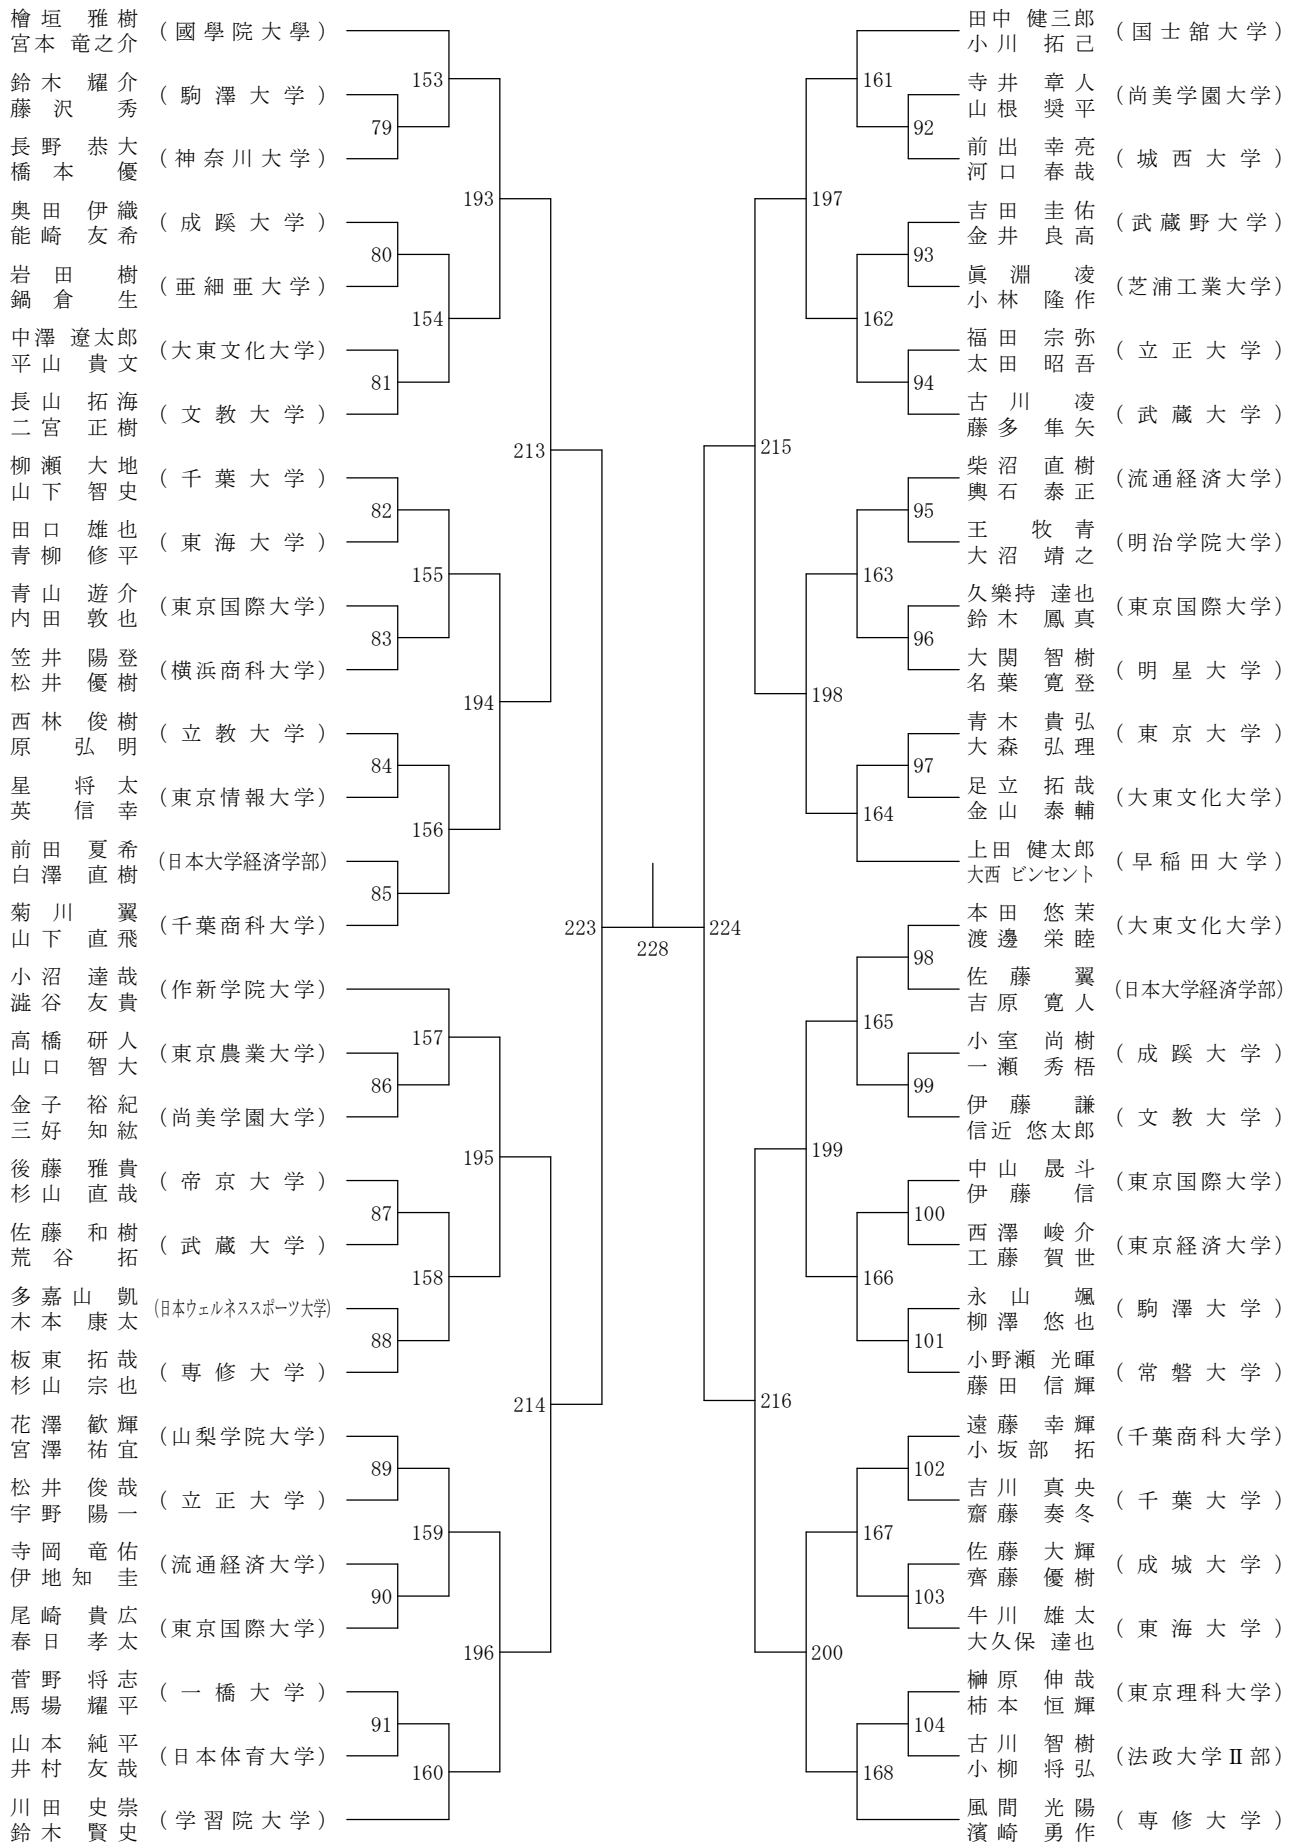 檜垣 雅樹
宮本 竜之介
(國學院大學)
鈴木 耀介
藤沢 秀
(駒澤大学)
長野 恭大
橋本 優
(神奈川大学)
奥田 伊織
能崎 友希
(成蹊大学)
岩田 樹
鍋倉 生
(亜細亜大学)
中澤 遼太郎
平山 貴文
(大東文化大学)
長山 拓海
二宮 正樹
(文教大学)
柳瀬 大地
山下 智史
(千葉大学)
田口 雄也
青柳 修平
(東海大学)
青山 遊介
内田 敦也
(東京国際大学)
笠井 陽登
松井 優樹
(横浜商科大学)
西林 俊樹
原 弘明
(立教大学)
星 将太
英 信幸
(東京情報大学)
前田 夏希
白澤 直樹
(日本大学経済学部)
菊川 翼
山下 直飛
(千葉商科大学)
小沼 達哉
澁谷 友貴
(作新学院大学)
高橋 研人
山口 智大
(東京農業大学)
金子 裕紀
三好 知紘
(尚美学園大学)
後藤 雅貴
杉山 直哉
(帝京大学)
佐藤 和樹
荒谷 拓
(武蔵大学)
多嘉山 凱
木本 康太
(日本ウェルネススポーツ大学)
板東 拓哉
杉山 宗也
(専修大学)
花澤 歓輝
宮澤 祐宜
(山梨学院大学)
松井 俊哉
宇野 陽一
(立正大学)
寺岡 竜佑
伊地知 圭
(流通経済大学)
尾崎 貴広
春日 孝太
(東京国際大学)
菅野 将志
馬場 耀平
(一橋大学)
山本 純平
井村 友哉
(日本体育大学)
川田 史崇
鈴木 賢史
(学習院大学)
153
79
193
80
154
81
213
82
155
83
194
84
156
85
223
157
86
195
87
158
88
214
89
159
90
196
91
160
228
224
161
92
197
93
162
94
215
95
163
96
198
97
164
98
165
99
199
100
166
101
216
102
167
103
200
104
168
田中 健三郎
小川 拓己
(国士舘大学)
寺井 章人
山根 奨平
(尚美学園大学)
前出 幸亮
河口 春哉
(城西大学)
吉田 圭佑
金井 良高
(武蔵野大学)
眞淵 凌
小林 隆作
(芝浦工業大学)
福田 宗弥
太田 昭吾
(立正大学)
古川 凌
藤多 隼矢
(武蔵大学)
柴沼 直樹
輿石 泰正
(流通経済大学)
王 牧青
大沼 靖之
(明治学院大学)
久樂持 達也
鈴木 鳳真
(東京国際大学)
大関 智樹
名葉 寛登
(明星大学)
青木 貴弘
大森 弘理
(東京大学)
足立 拓哉
金山 泰輔
(大東文化大学)
上田 健太郎
大西 ビンセント
(早稲田大学)
本田 悠茉
渡邊 栄睦
(大東文化大学)
佐藤 翼
吉原 寛人
(日本大学経済学部)
小室 尚樹
一瀬 秀梧
(成蹊大学)
伊藤 謙
信近 悠太郎
(文教大学)
中山 晟斗
伊藤 信
(東京国際大学)
西澤 峻介
工藤 賀世
(東京経済大学)
永山 颯
柳澤 悠也
(駒澤大学)
小野瀬 光暉
藤田 信輝
(常磐大学)
遠藤 幸輝
小坂部 拓
(千葉商科大学)
吉川 真央
齋藤 奏冬
(千葉大学)
佐藤 大輝
齊藤 優樹
(成城大学)
牛川 雄太
大久保 達也
(東海大学)
榊原 伸哉
柿本 恒輝
(東京理科大学)
古川 智樹
小柳 将弘
(法政大学Ⅱ部)
風間 光陽
濱崎 勇作
(専修大学)